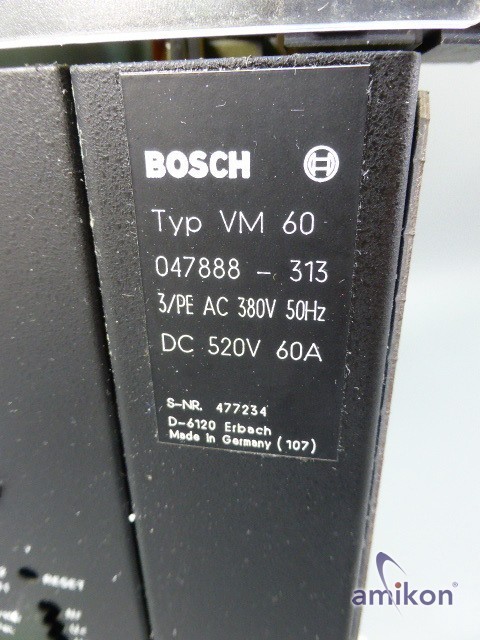 BOSCH
Typ VM 60
047888 - 313
3/PE AC 380V 50Hz
DC 520V 60A
S-NR. 477234
D-6120 Erbach
Made in Germany (107)
RESET
amikon®